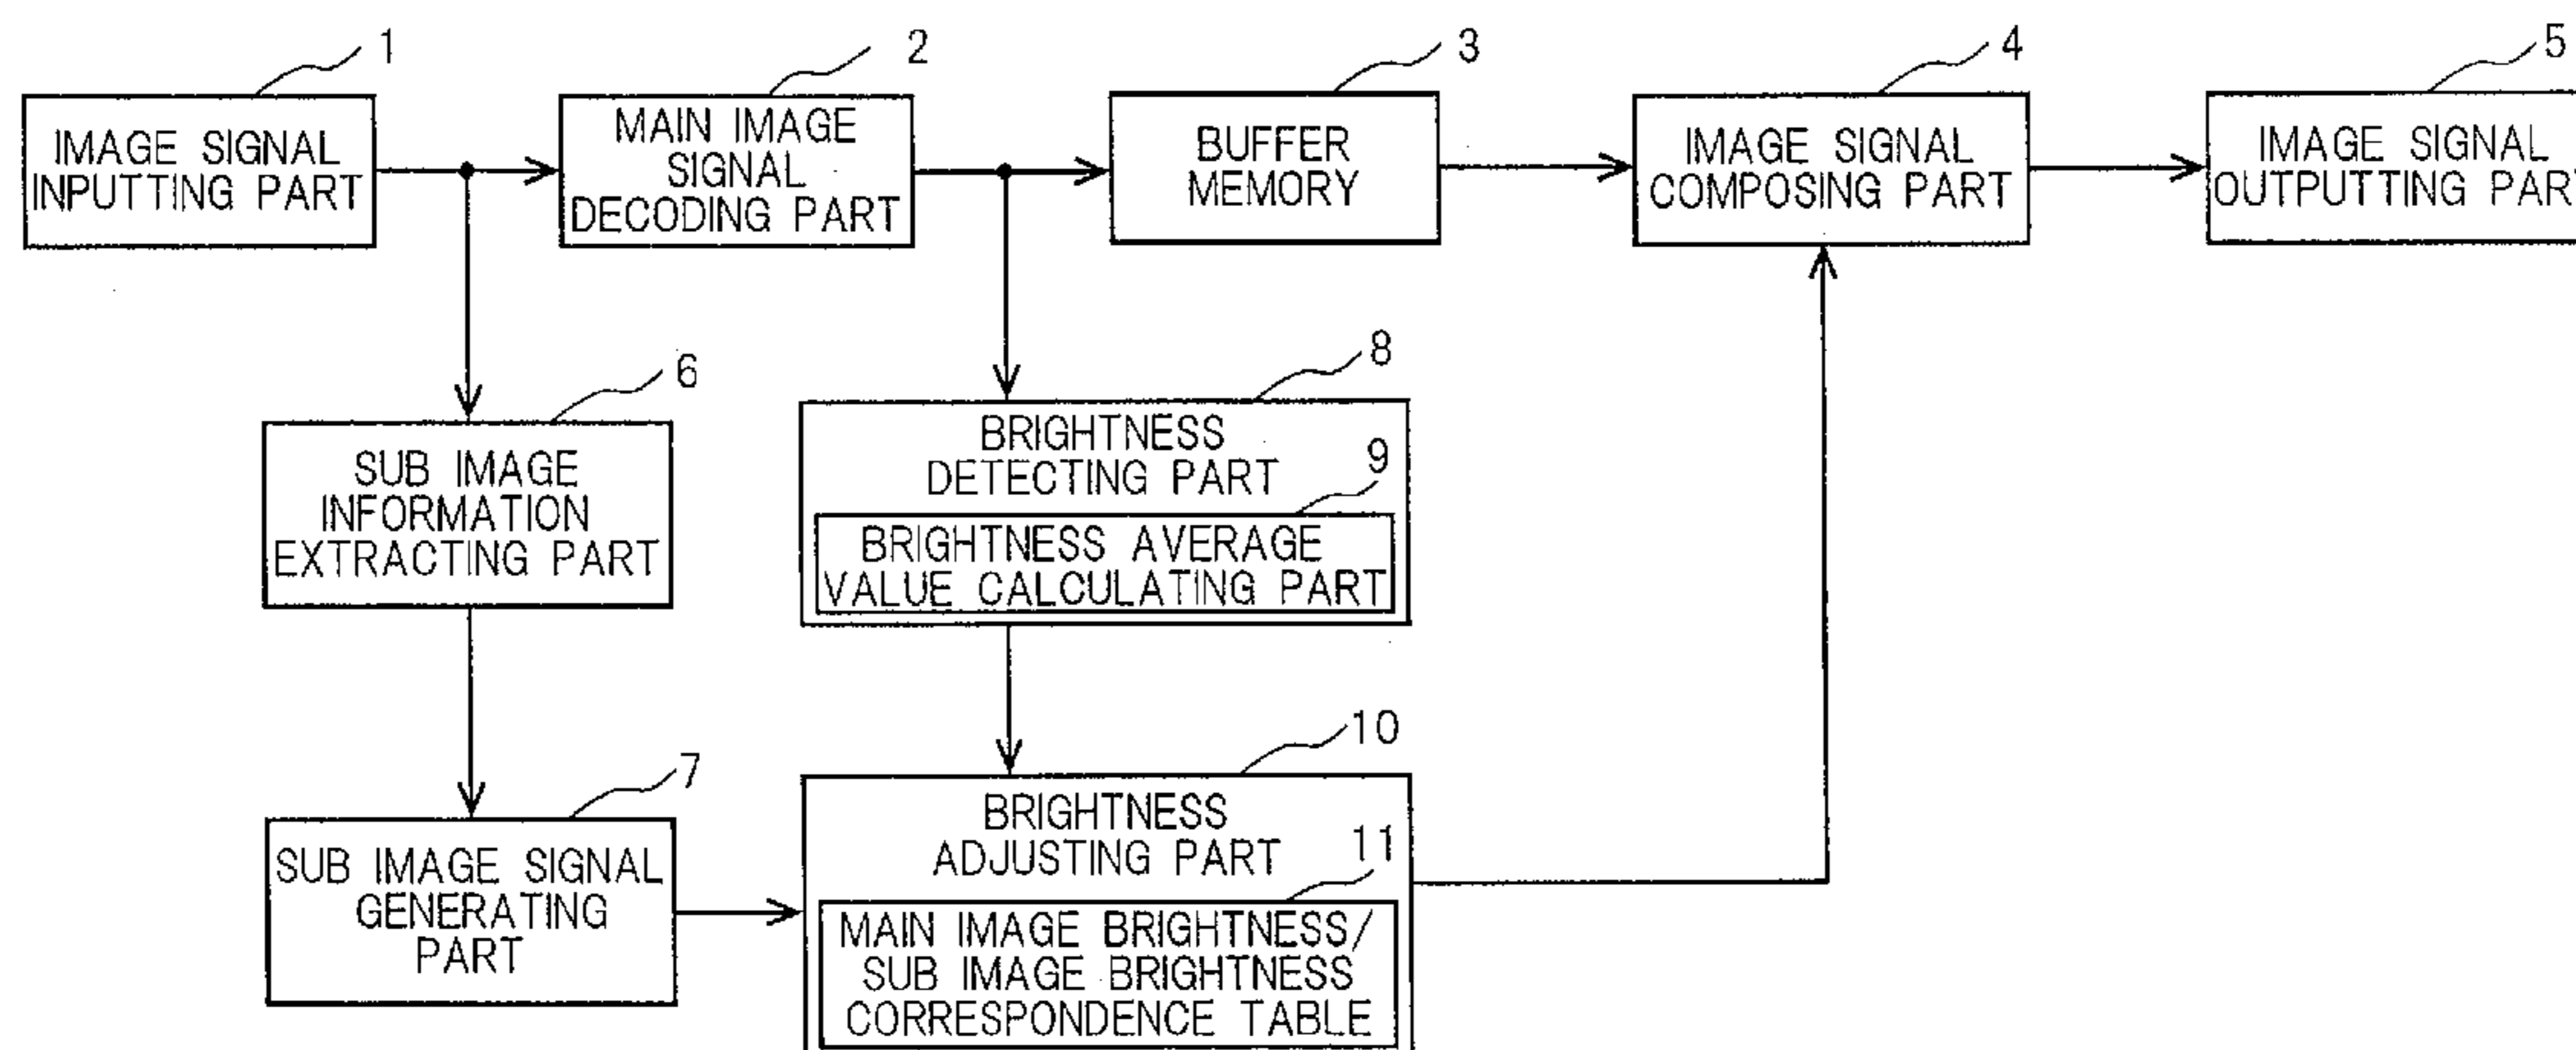 1
IMAGE SIGNAL
INPUTTING PART
2
MAIN IMAGE
SIGNAL
DECODING PART
3
BUFFER
MEMORY
4
IMAGE SIGNAL
COMPOSING PART
5
IMAGE SIGNAL
OUTPUTTING PART
6
SUB IMAGE
INFORMATION
EXTRACTING PART
8
BRIGHTNESS
DETECTING PART
9
BRIGHTNESS AVERAGE
VALUE CALCULATING PART
7
SUB IMAGE SIGNAL
GENERATING
PART
10
BRIGHTNESS
ADJUSTING PART
11
MAIN IMAGE BRIGHTNESS/
SUB IMAGE BRIGHTNESS
CORRESPONDENCE TABLE